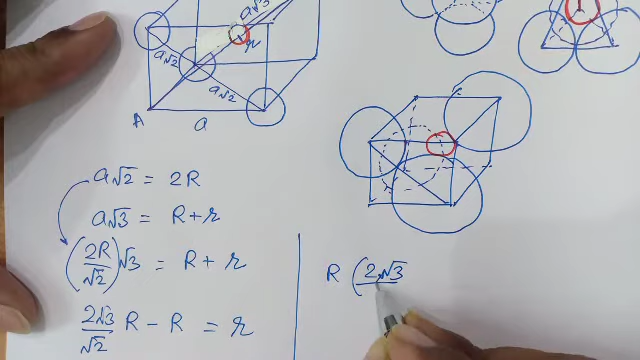 a√3
r
a√2
a√2
A
a
a√2 = 2R
a√3 = R + r
(2R/√2)√3 = R + r
2√3/√2 R − R = r
R (2√3